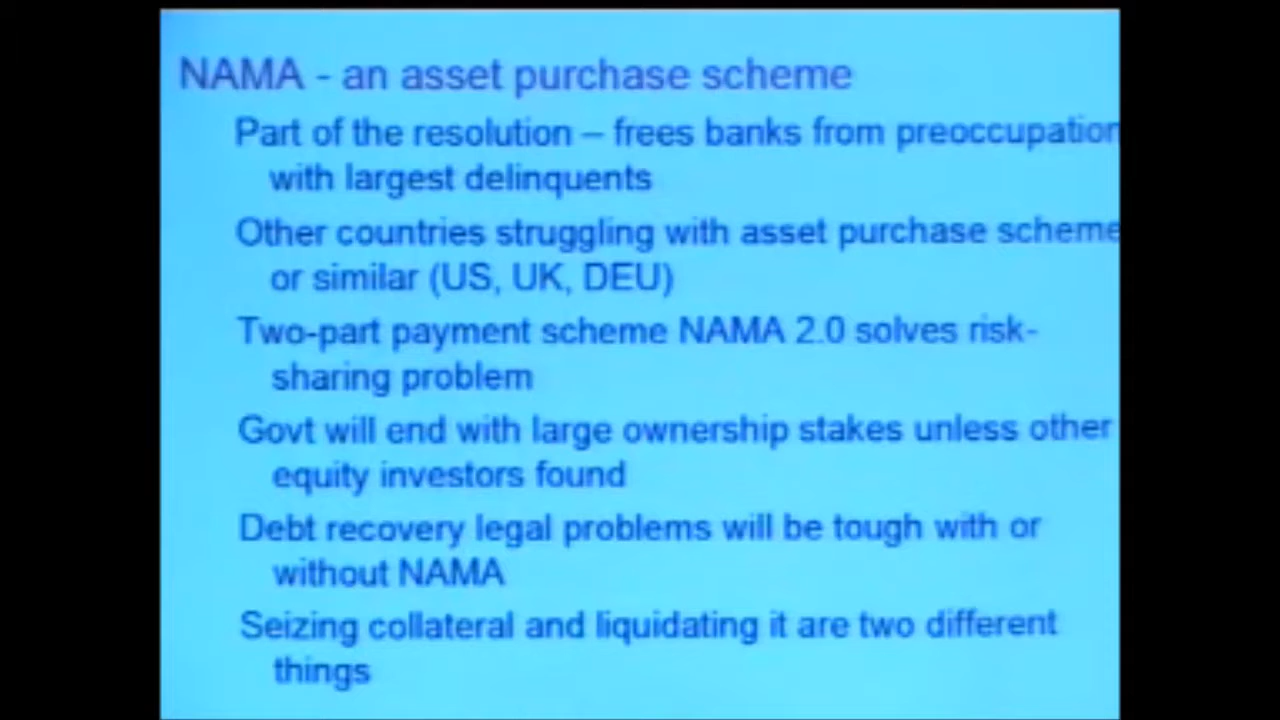 NAMA - an asset purchase scheme
Part of the resolution – frees banks from preoccupation
with largest delinquents
Other countries struggling with asset purchase scheme
or similar (US, UK, DEU)
Two-part payment scheme NAMA 2.0 solves risk-
sharing problem
Govt will end with large ownership stakes unless other
equity investors found
Debt recovery legal problems will be tough with or
without NAMA
Seizing collateral and liquidating it are two different
things